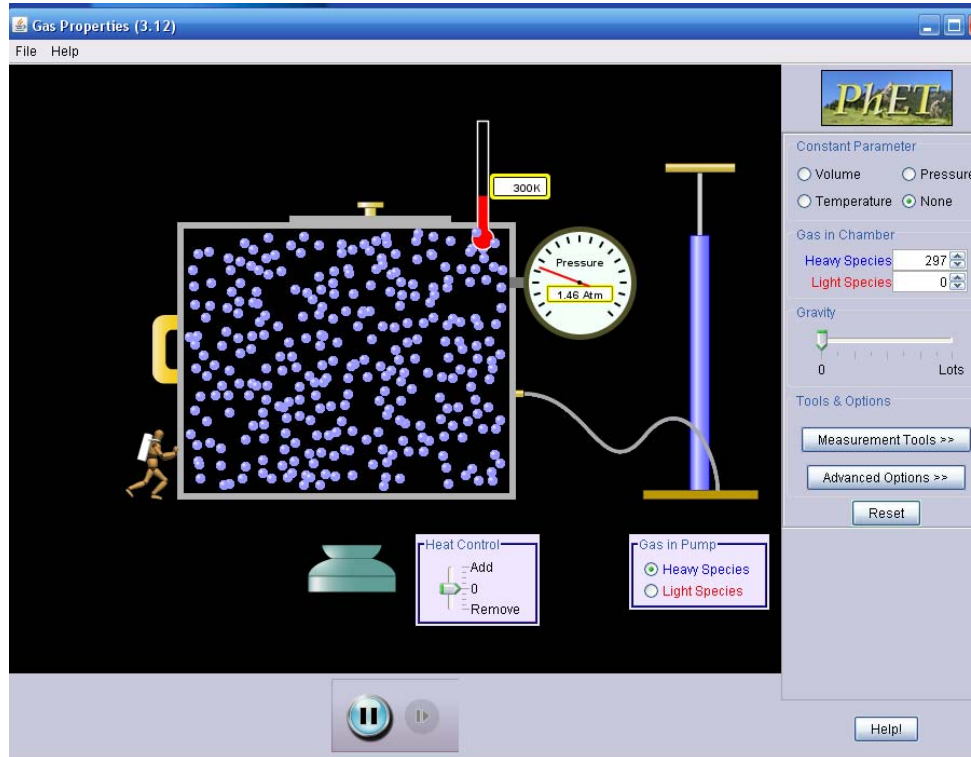 Gas Properties (3.12)
File Help
PhET
Constant Parameter
Volume Pressure
Temperature None
Gas in Chamber
Heavy Species 297
Light Species 0
Gravity
0 Lots
Tools & Options
Measurement Tools >>
Advanced Options >>
Reset
300K
Pressure
1.46 Atm
Heat Control
Add
0
Remove
Gas in Pump
Heavy Species
Light Species
Help!